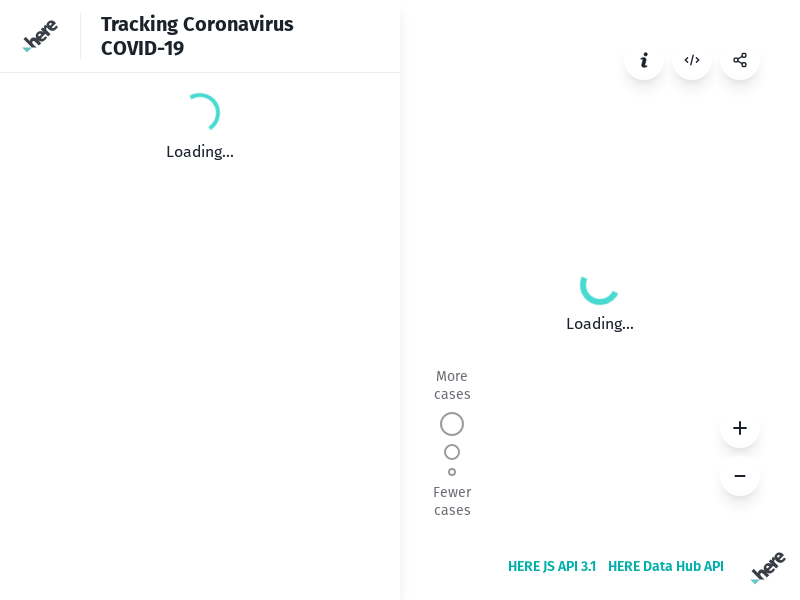 here
Tracking Coronavirus
COVID-19
Loading...
Loading...
More
cases
Fewer
cases
HERE JS API 3.1 HERE Data Hub API
here